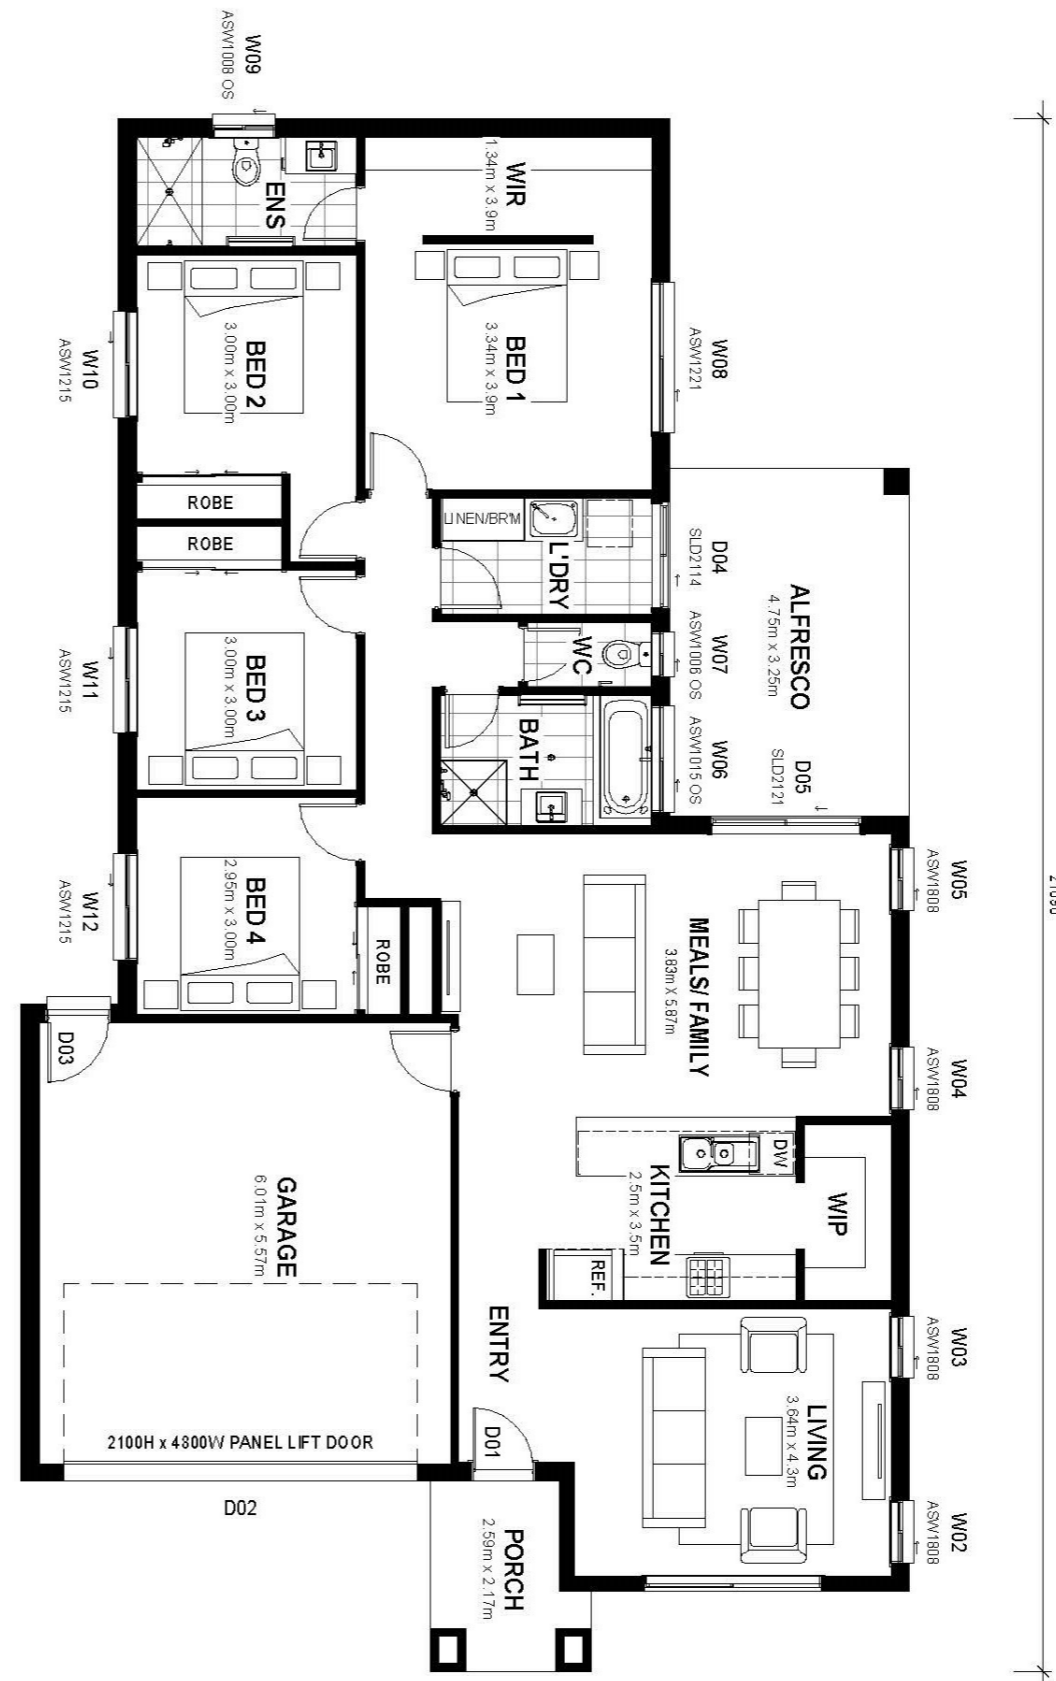 W09
ASW1008 OS
ENS
WIR
1.34m x 3.9m
BED 2
3.00m x 3.00m
BED 1
3.34m x 3.9m
W10
ASW1215
W08
ASW1221
ROBE
ROBE
LINEN/BR'M
L'DRY
D04
SLD2114
ALFRESCO
4.75m x 3.25m
WC
W07
ASW1006 OS
W11
ASW1215
BED 3
3.00m x 3.00m
BATH
W06
ASW1015 OS
D05
SLD2121
W12
ASW1215
BED 4
2.95m x 3.00m
ROBE
MEALS/ FAMILY
3.83m x 5.87m
W05
ASW1808
W04
ASW1808
D03
GARAGE
6.01m x 5.57m
KITCHEN
2.5m x 3.5m
DW
WIP
REF.
ENTRY
W03
ASW1808
LIVING
3.64m x 4.3m
D01
2100H x 4800W PANEL LIFT DOOR
D02
PORCH
2.59m x 2.17m
W02
ASW1808